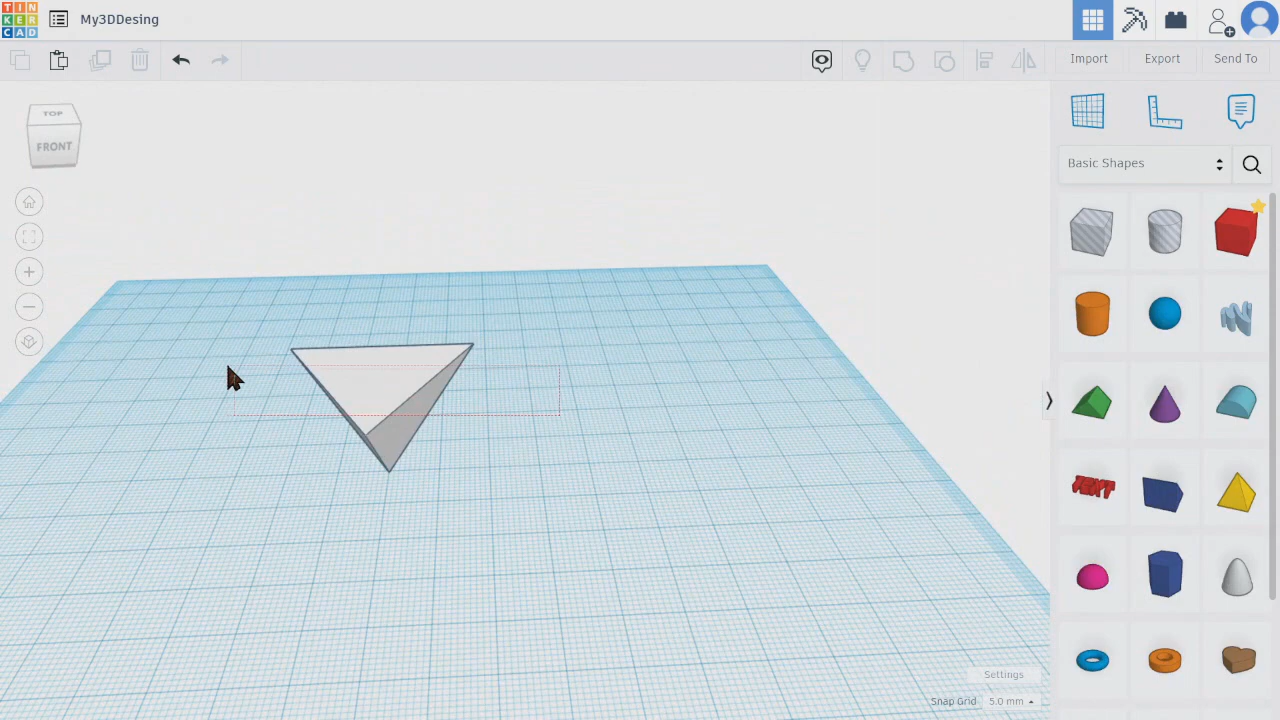 TIN
KER
CAD
My3DDesing
Import
Export
Send To
TOP
FRONT
Basic Shapes
TEXT
Settings
Snap Grid 5.0 mm